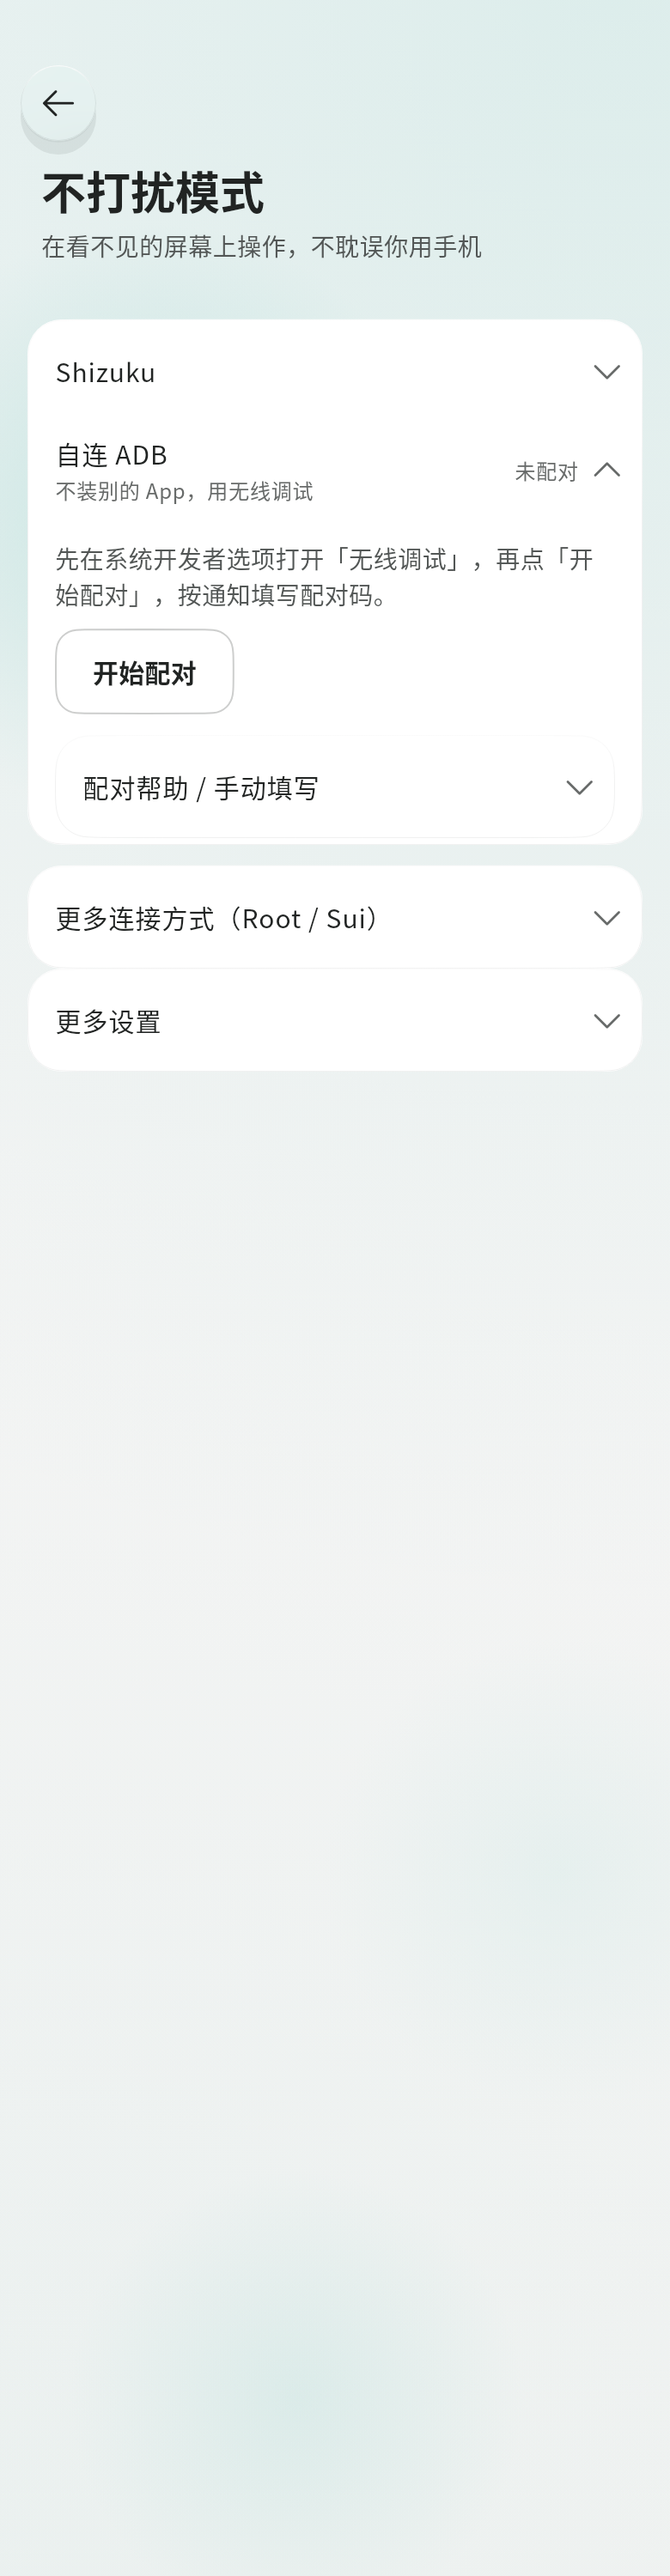 不打扰模式
在看不见的屏幕上操作，不耽误你用手机
Shizuku
自连 ADB
不装别的 App，用无线调试
未配对
先在系统开发者选项打开「无线调试」，再点「开
始配对」，按通知填写配对码。
开始配对
配对帮助 / 手动填写
更多连接方式（Root / Sui）
更多设置